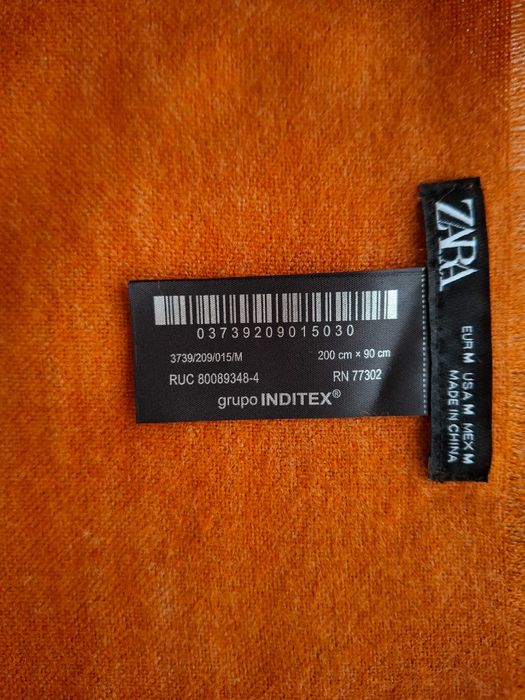 03739209015030
3739/209/015/M 200 cm × 90 cm
RUC 80089348-4 RN 77302
grupo INDITEX®
ZARA
EUR M USA M MEX M
MADE IN CHINA